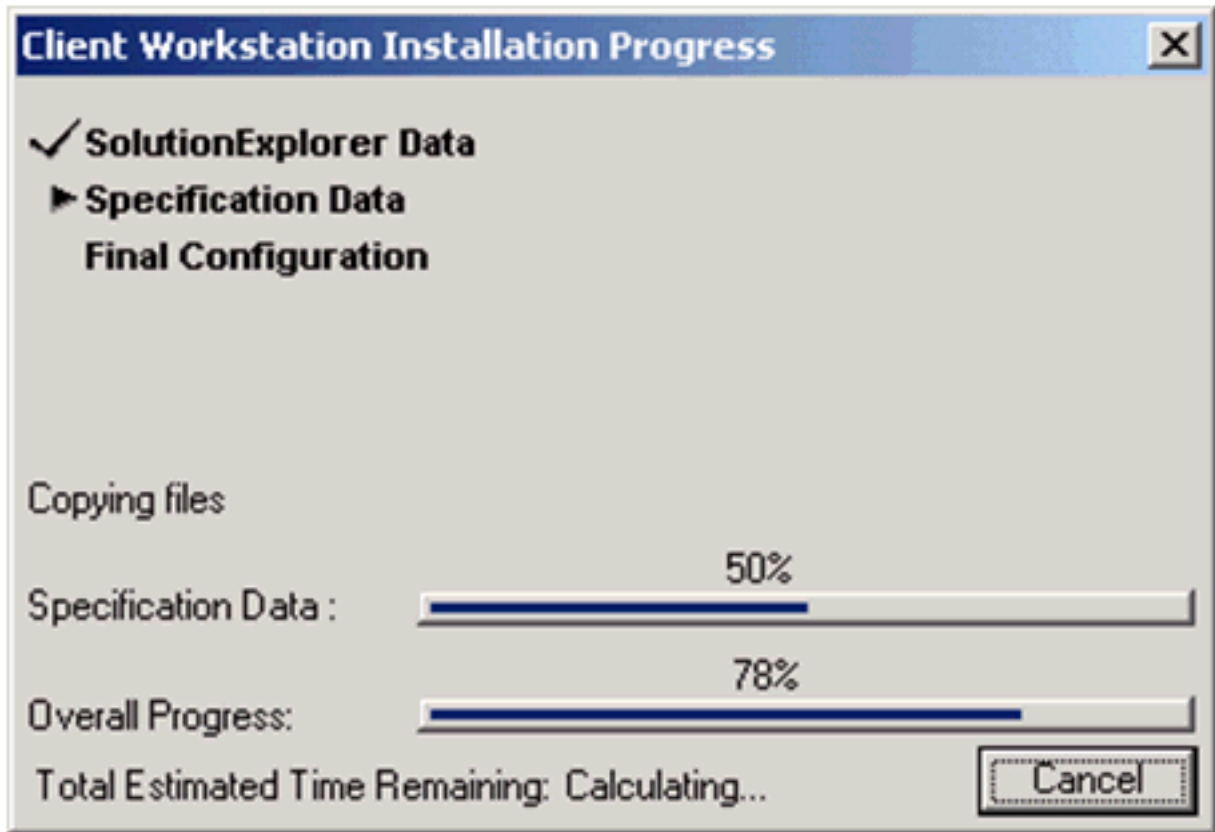 Client Workstation Installation Progress
SolutionExplorer Data
Specification Data
Final Configuration
Copying files
50%
Specification Data :
78%
Overall Progress:
Total Estimated Time Remaining: Calculating...
Cancel